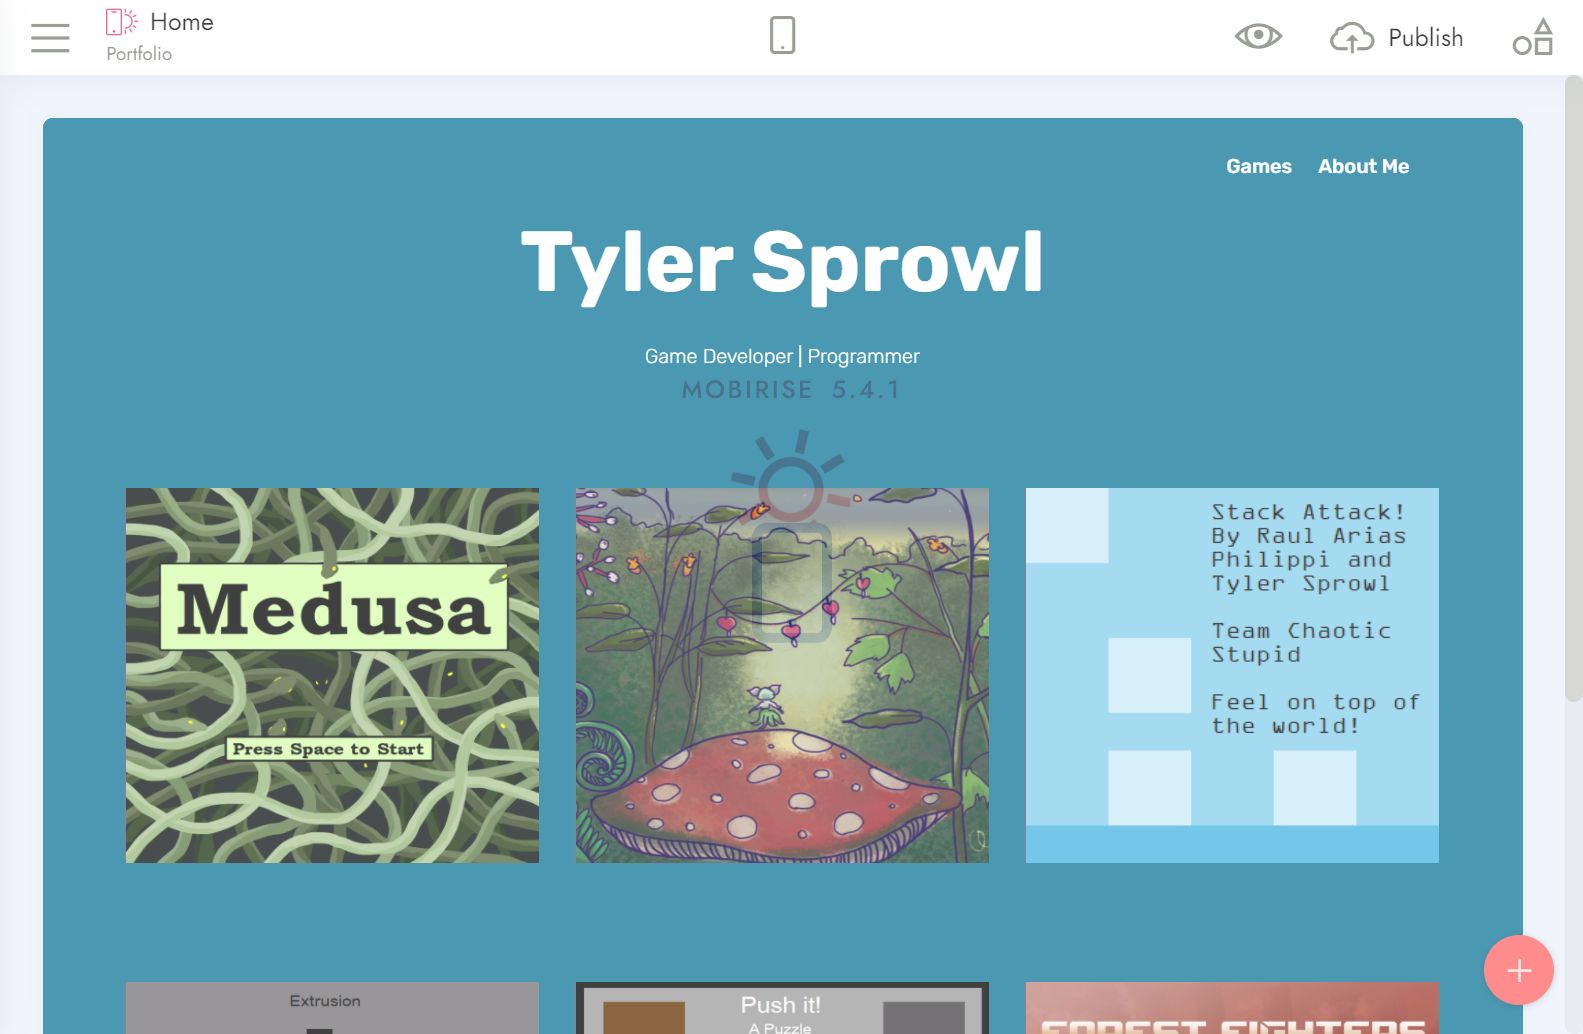 Home
Portfolio
Publish
Games About Me
Tyler Sprowl
Game Developer | Programmer
MOBIRISE 5.4.1
Medusa
Press Space to Start
Stack Attack!
By Raul Arias
Philippi and
Tyler Sprowl
Team Chaotic
Stupid
Feel on top of
the world!
Extrusion
Push it!
A Puzzle
FOREST FIGHTERS